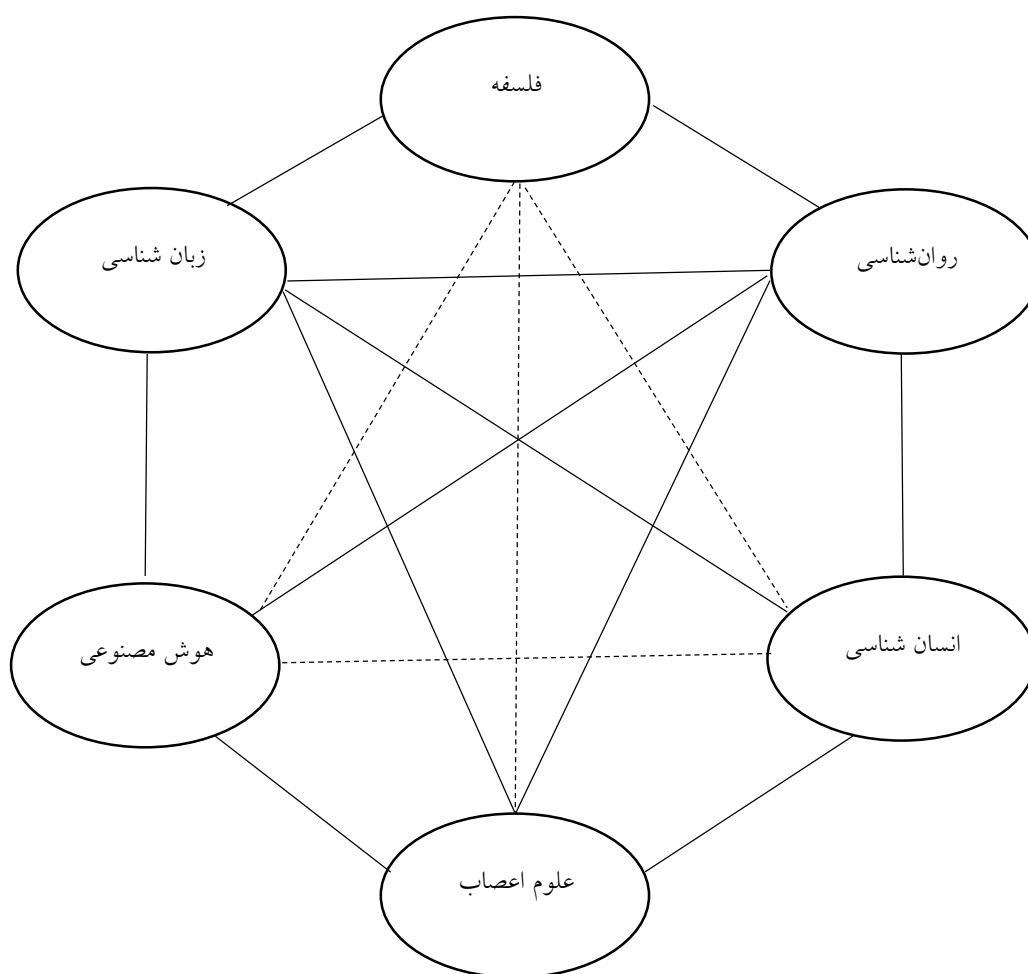 فلسفه
روان‌شناسی
زبان شناسی
انسان شناسی
هوش مصنوعی
علوم اعصاب